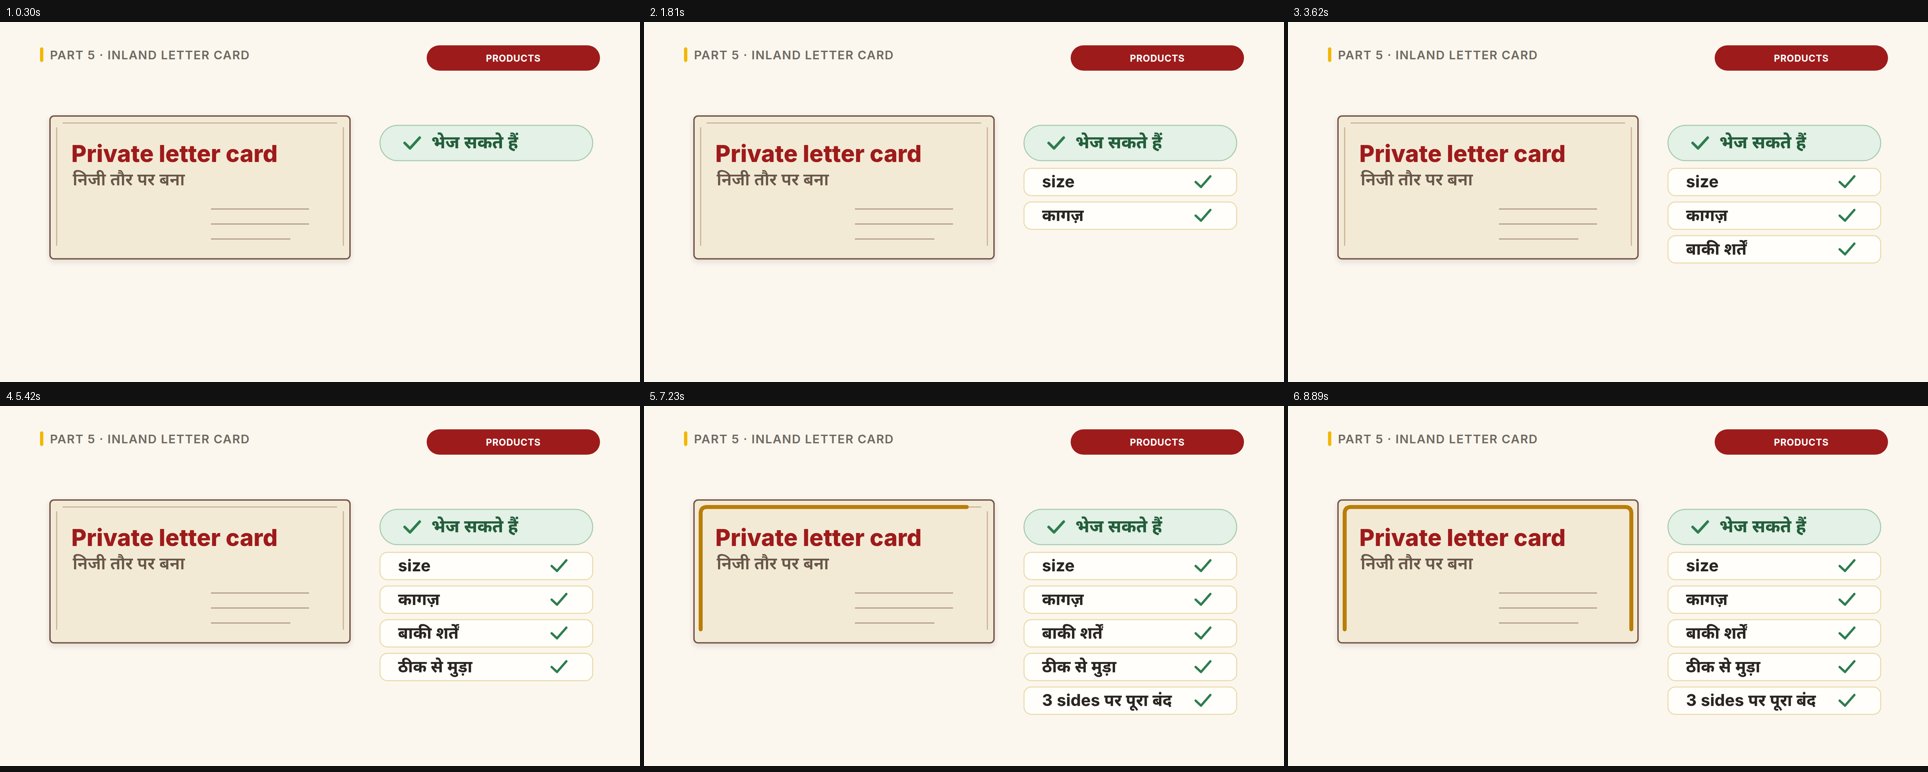 1. 0.30s
PART 5 · INLAND LETTER CARD
PRODUCTS
Private letter card
निजी तौर पर बना
भेज सकते हैं
2. 1.81s
PART 5 · INLAND LETTER CARD
PRODUCTS
Private letter card
निजी तौर पर बना
भेज सकते हैं
size
कागज़
3. 3.62s
PART 5 · INLAND LETTER CARD
PRODUCTS
Private letter card
निजी तौर पर बना
भेज सकते हैं
size
कागज़
बाकी शर्तें
4. 5.42s
PART 5 · INLAND LETTER CARD
PRODUCTS
Private letter card
निजी तौर पर बना
भेज सकते हैं
size
कागज़
बाकी शर्तें
ठीक से मुड़ा
5. 7.23s
PART 5 · INLAND LETTER CARD
PRODUCTS
Private letter card
निजी तौर पर बना
भेज सकते हैं
size
कागज़
बाकी शर्तें
ठीक से मुड़ा
3 sides पर पूरा बंद
6. 8.89s
PART 5 · INLAND LETTER CARD
PRODUCTS
Private letter card
निजी तौर पर बना
भेज सकते हैं
size
कागज़
बाकी शर्तें
ठीक से मुड़ा
3 sides पर पूरा बंद